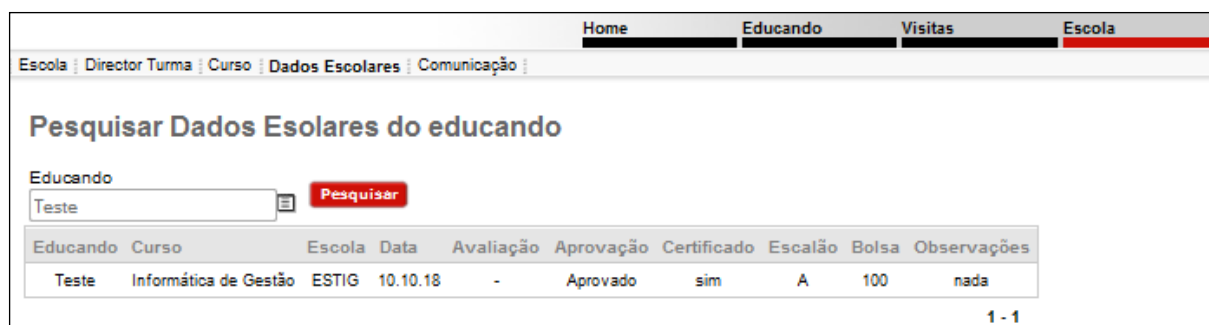 Home Educando Visitas Escola
Escola Director Turma Curso Dados Escolares Comunicação
Pesquisar Dados Esolares do educando
Educando
Teste Pesquisar
Educando Curso Escola Data Avaliação Aprovação Certificado Escalão Bolsa Observações
Teste Informática de Gestão ESTIG 10.10.18 - Aprovado sim A 100 nada
1 - 1